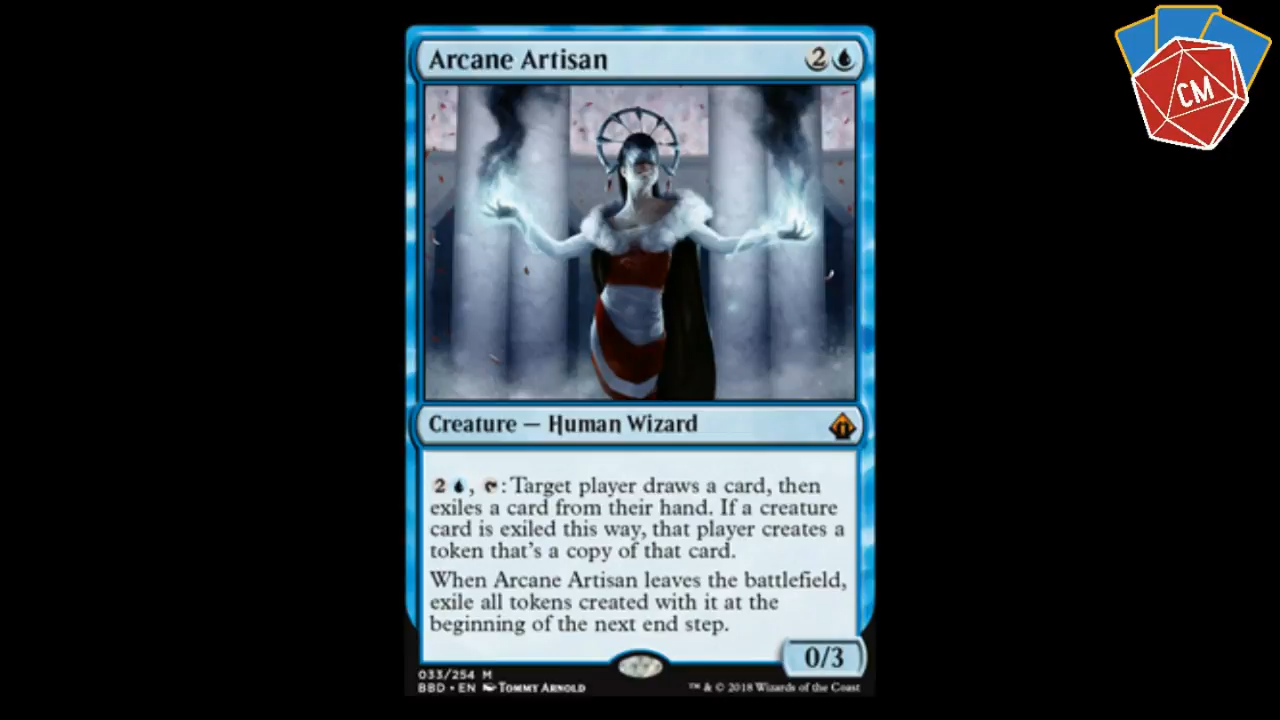 Arcane Artisan 2
CM
Creature — Human Wizard
2 , : Target player draws a card, then
exiles a card from their hand. If a creature
card is exiled this way, that player creates a
token that's a copy of that card.
When Arcane Artisan leaves the battlefield,
exile all tokens created with it at the
beginning of the next end step.
0/3
033/254 M
BBD • EN Tommy Arnold
™ & © 2018 Wizards of the Coast